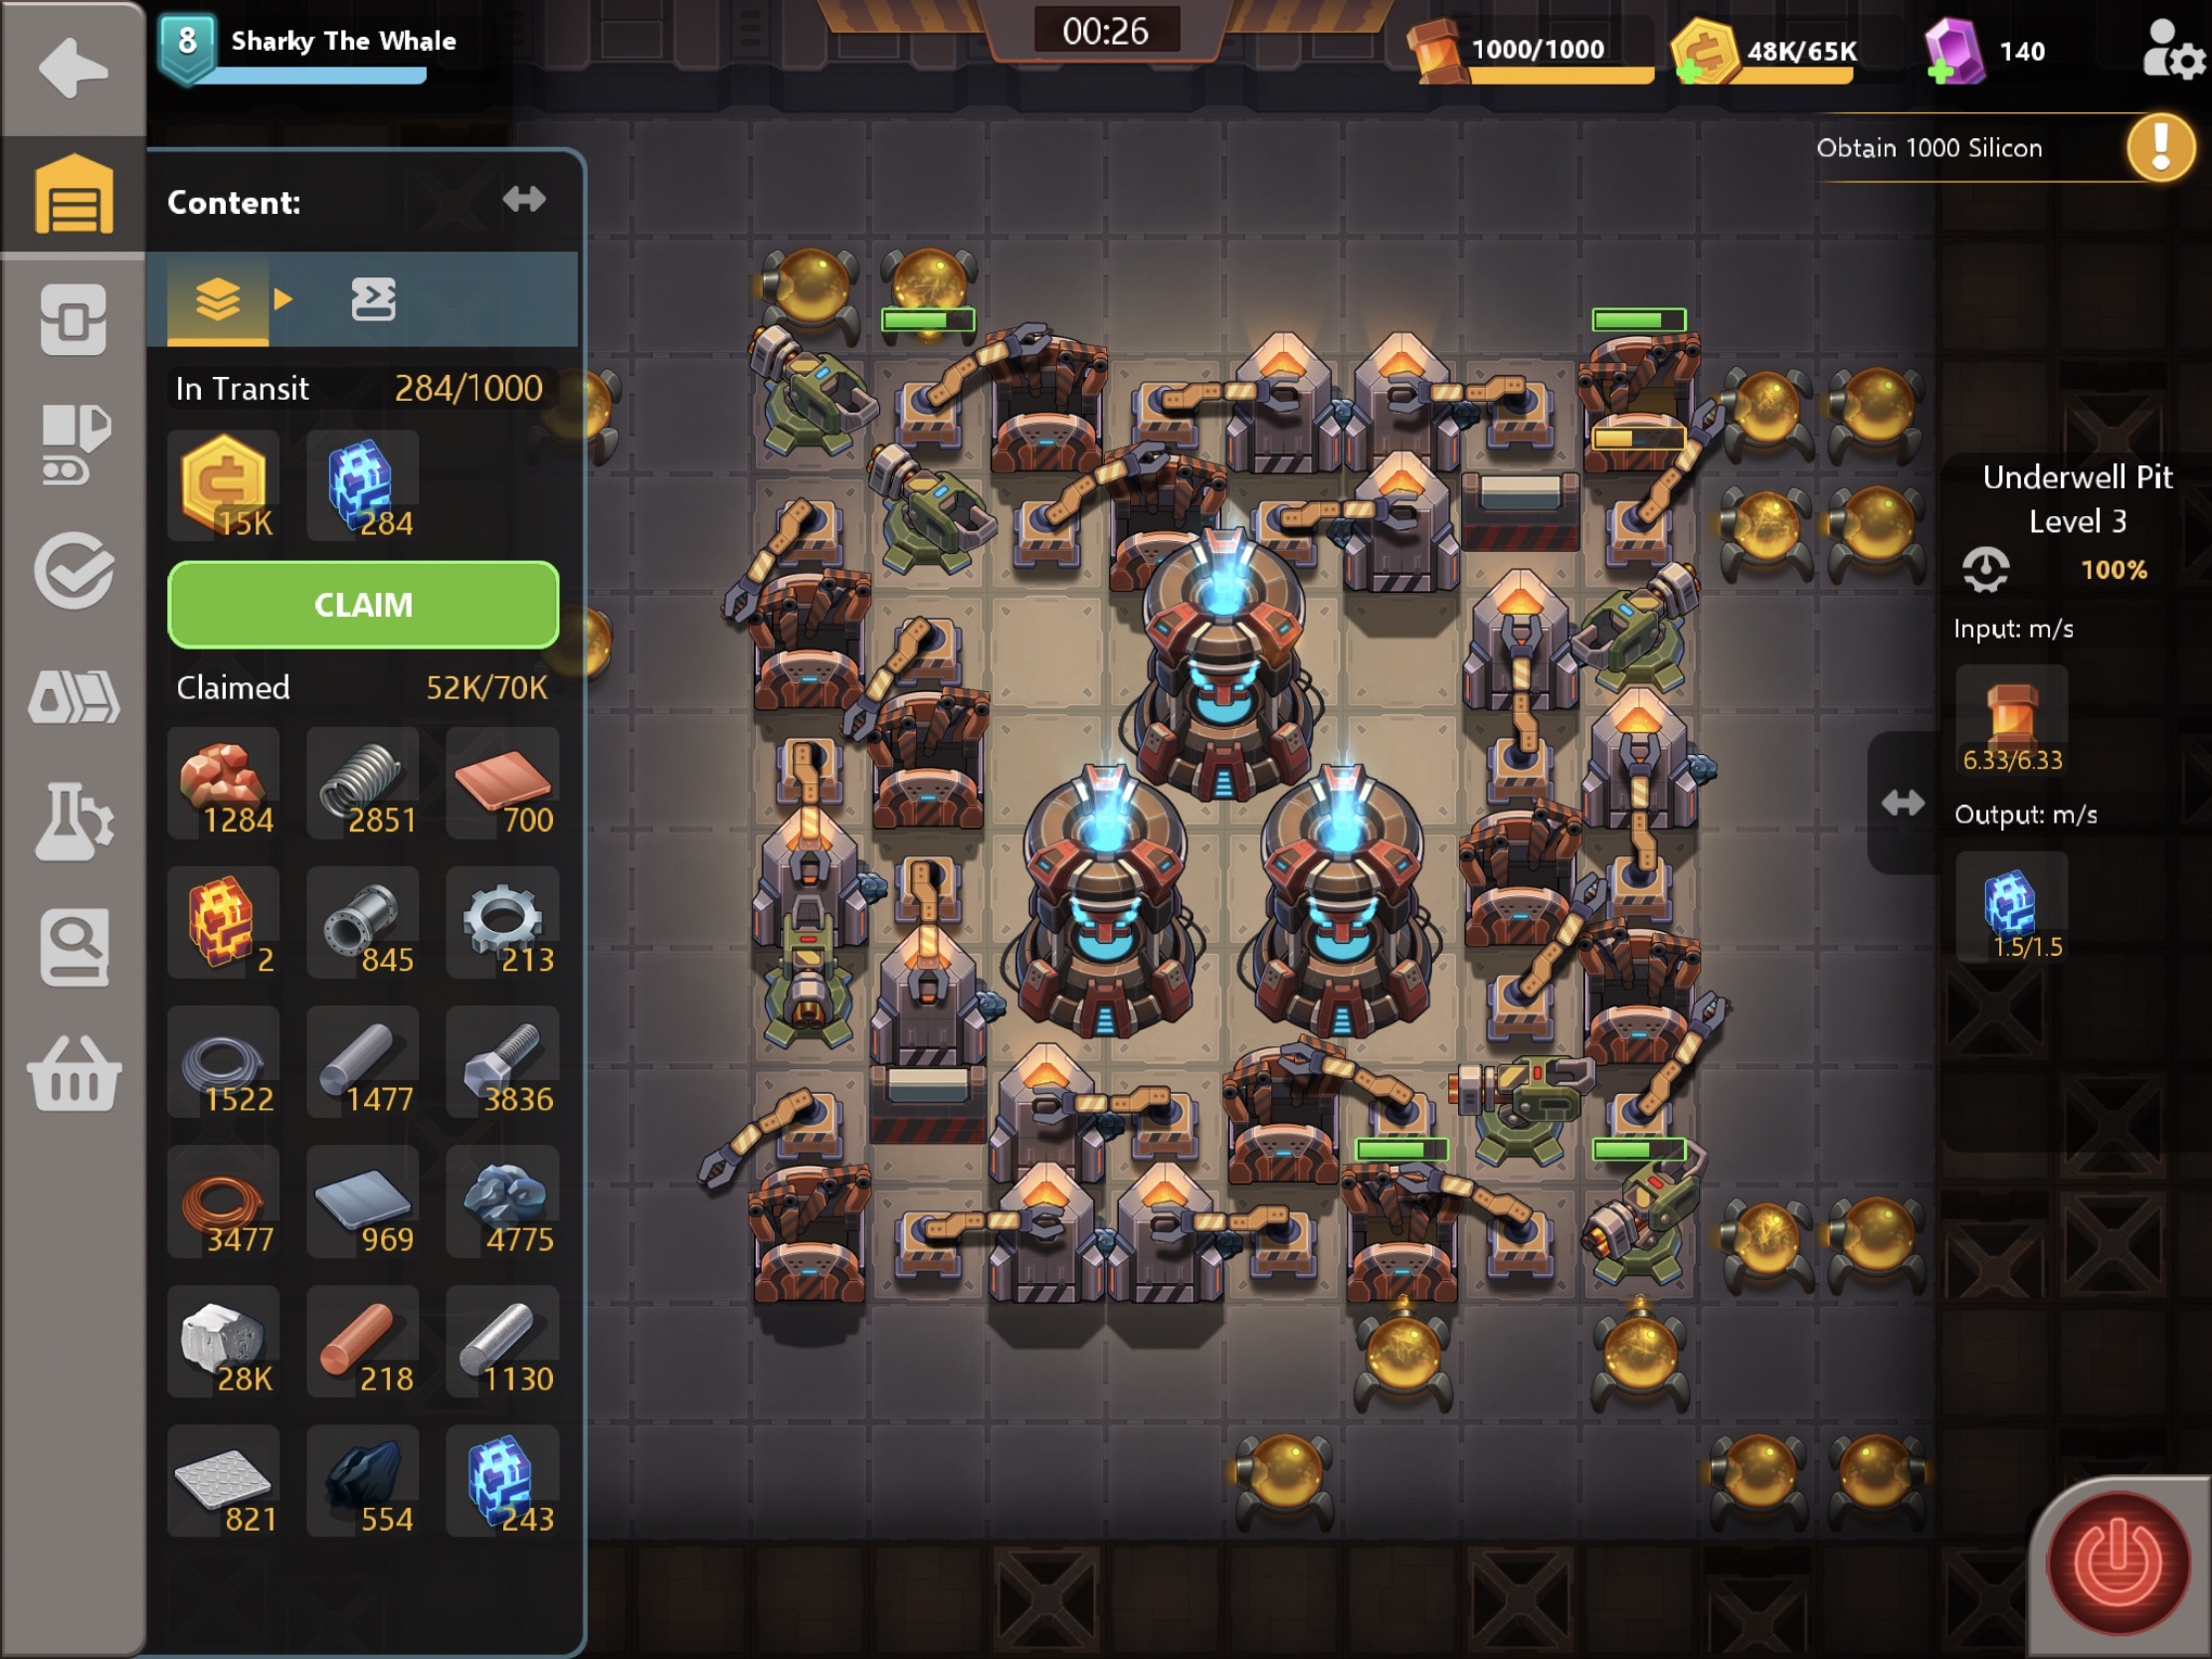 8
Sharky The Whale
00:26
1000/1000
48K/65K
140
Obtain 1000 Silicon
Content:
In Transit 284/1000
15K
284
CLAIM
Claimed 52K/70K
1284
2851
700
2
845
213
1522
1477
3836
3477
969
4775
28K
218
1130
821
554
243
Underwell Pit
Level 3
100%
Input: m/s
6.33/6.33
Output: m/s
1.5/1.5